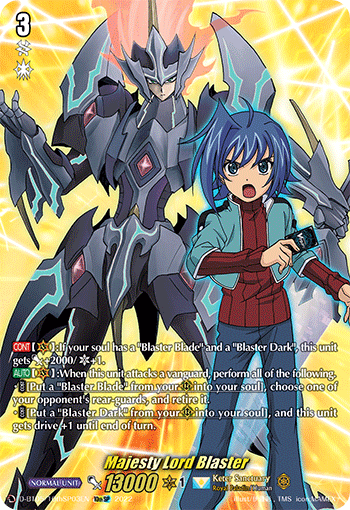 3
CONT【 】:If your soul has a "Blaster Blade" and a "Blaster Dark", this unit
gets 2000/ +1.
AUTO【 】:When this unit attacks a vanguard, perform all of the following.
・ [Put a "Blaster Blade" from your into your soul], choose one of
your opponent's rear-guards, and retire it.
・ [Put a "Blaster Dark" from your into your soul], and this unit
gets drive +1 until end of turn.
Majesty Lord Blaster
NORMAL UNIT 13000 1 Keter Sanctuary
Royal Paladin/Human
2022